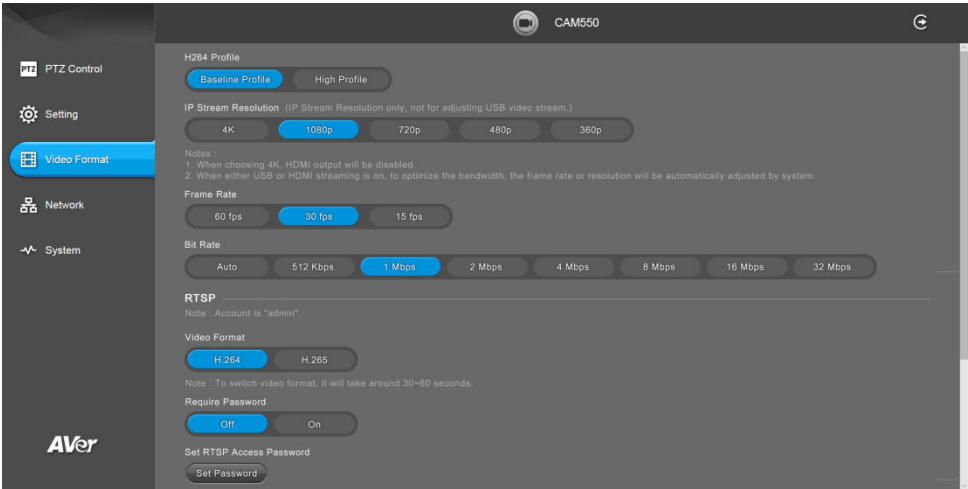 CAM550
PTZ PTZ Control
Setting
Video Format
Network
System
AVer
H264 Profile
Baseline Profile High Profile
IP Stream Resolution (IP Stream Resolution only, not for adjusting USB video stream.)
4K 1080p 720p 480p 360p
Notes :
1. When choosing 4K, HDMI output will be disabled.
2. When either USB or HDMI streaming is on, to optimize the bandwidth, the frame rate or resolution will be automatically adjusted by system.
Frame Rate
60 fps 30 fps 15 fps
Bit Rate
Auto 512 Kbps 1 Mbps 2 Mbps 4 Mbps 8 Mbps 16 Mbps 32 Mbps
RTSP
Note : Account is "admin".
Video Format
H.264 H.265
Note : To switch video format, it will take around 30~60 seconds.
Require Password
Off On
Set RTSP Access Password
Set Password